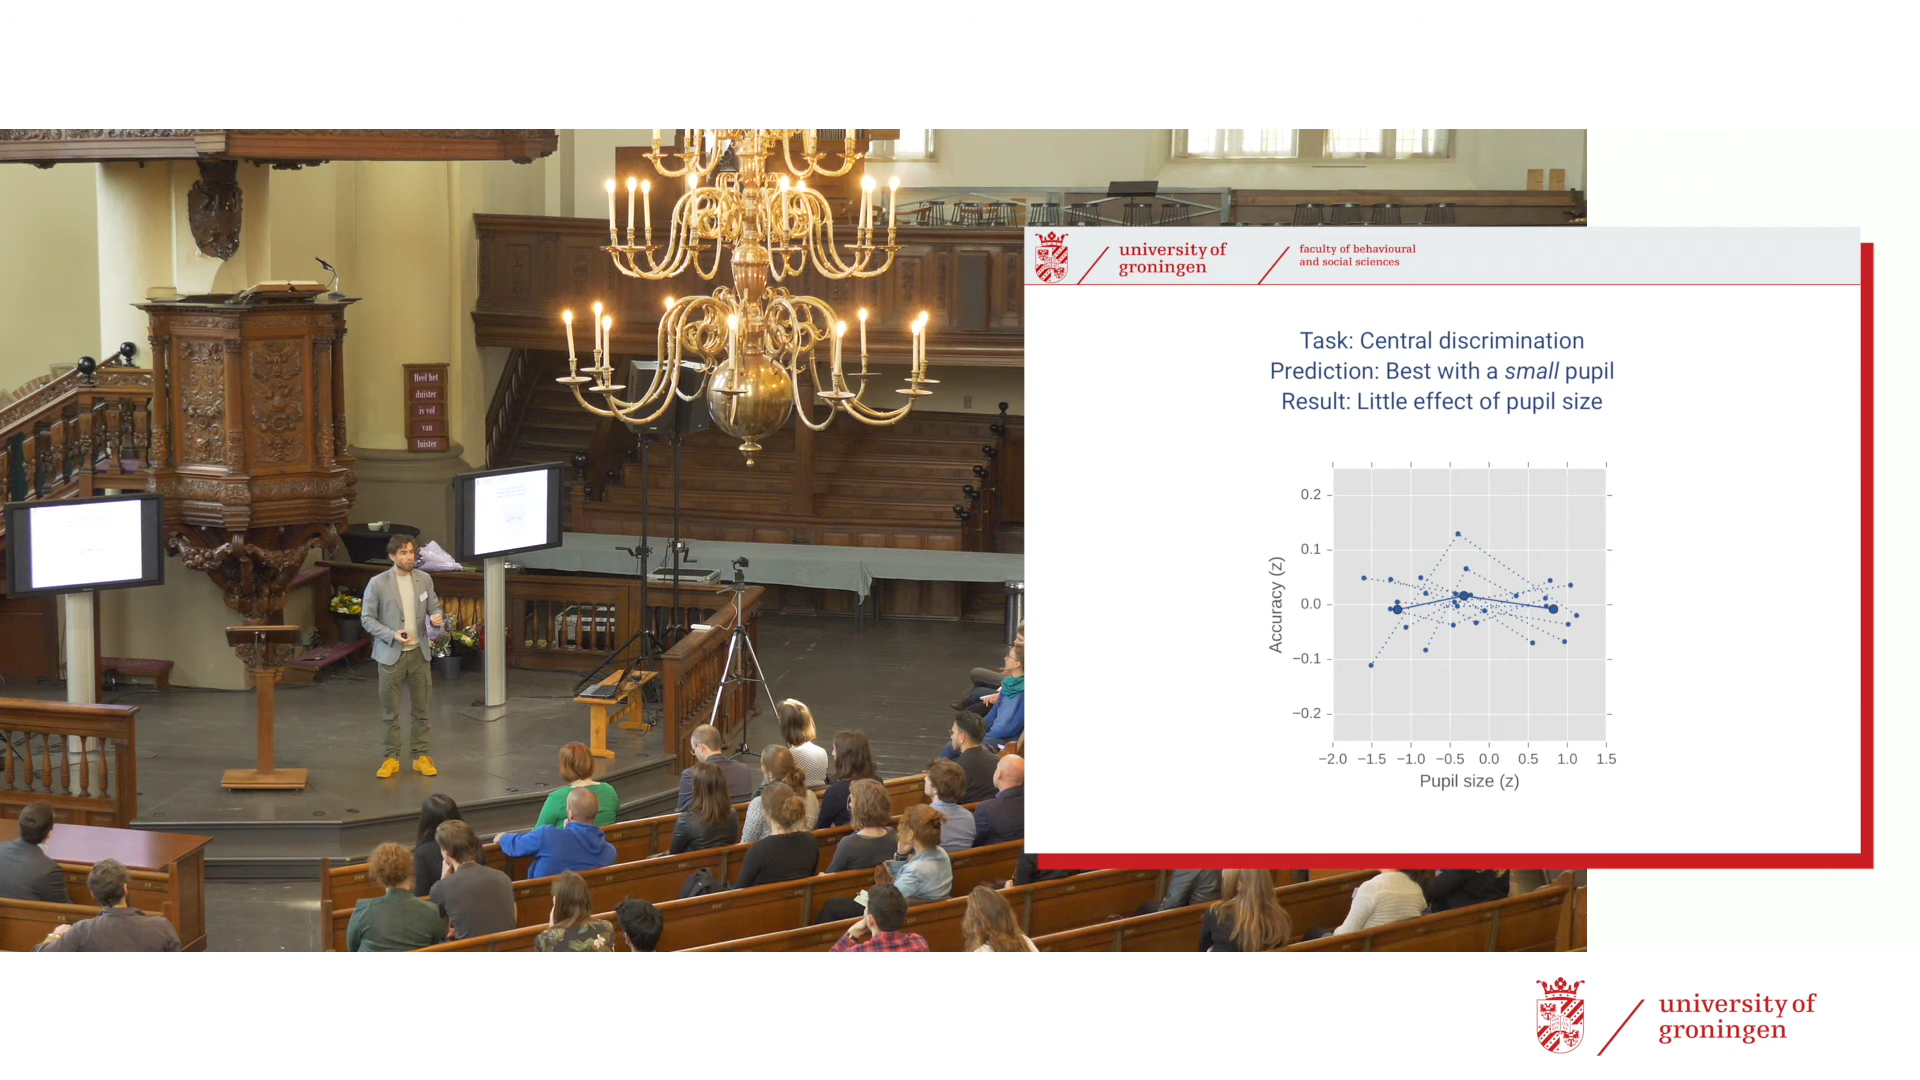 Heel het
duister
is vol
van
luister
university of
groningen
faculty of behavioural
and social sciences
Task: Central discrimination
Prediction: Best with a small pupil
Result: Little effect of pupil size
0.2
0.1
0.0
−0.1
−0.2
Accuracy (z)
−2.0 −1.5 −1.0 −0.5 0.0 0.5 1.0 1.5
Pupil size (z)
university of
groningen